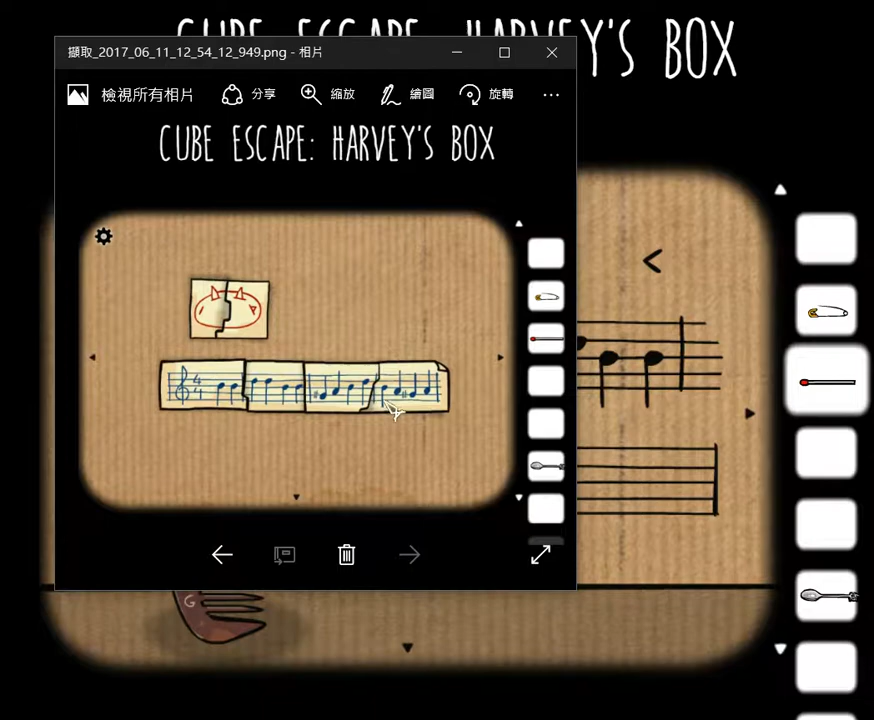 CUBE ESCAPE: HARVEY'S BOX
擷取_2017_06_11_12_54_12_949.png - 相片
檢視所有相片 分享 縮放 繪圖 旋轉
CUBE ESCAPE: HARVEY'S BOX
4
4
<
G